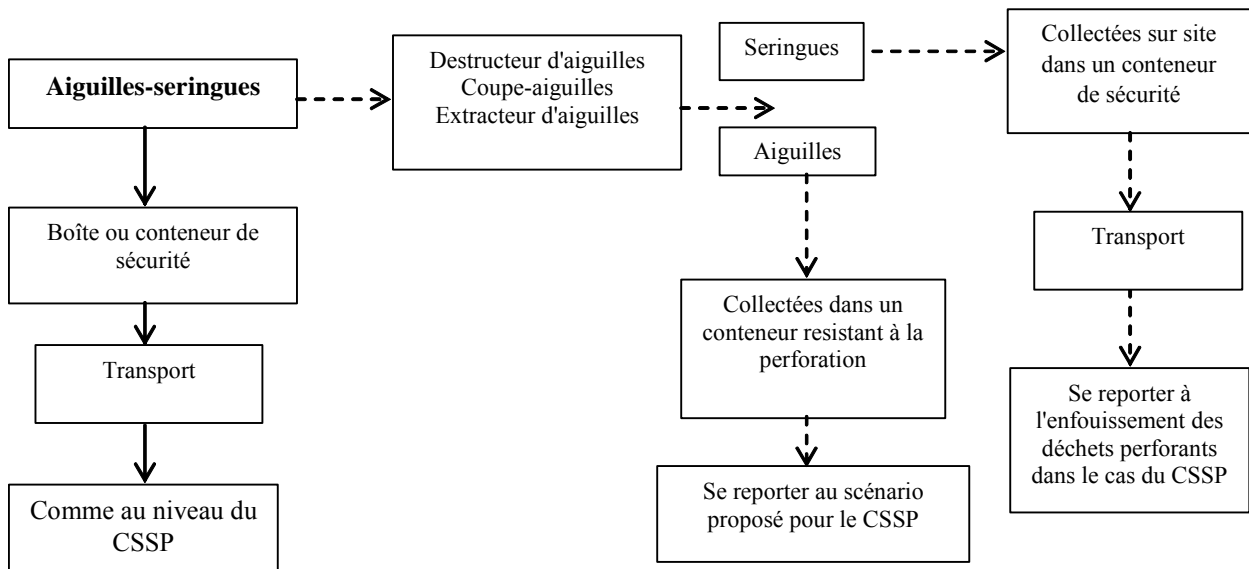 Aiguilles-seringues
Boîte ou conteneur de
sécurité
Transport
Comme au niveau du
CSSP
Destructeur d'aiguilles
Coupe-aiguilles
Extracteur d'aiguilles
Seringues
Aiguilles
Collectées dans un
conteneur resistant à la
perforation
Se reporter au scénario
proposé pour le CSSP
Collectées sur site
dans un conteneur
de sécurité
Transport
Se reporter à
l'enfouissement des
déchets perforants
dans le cas du CSSP